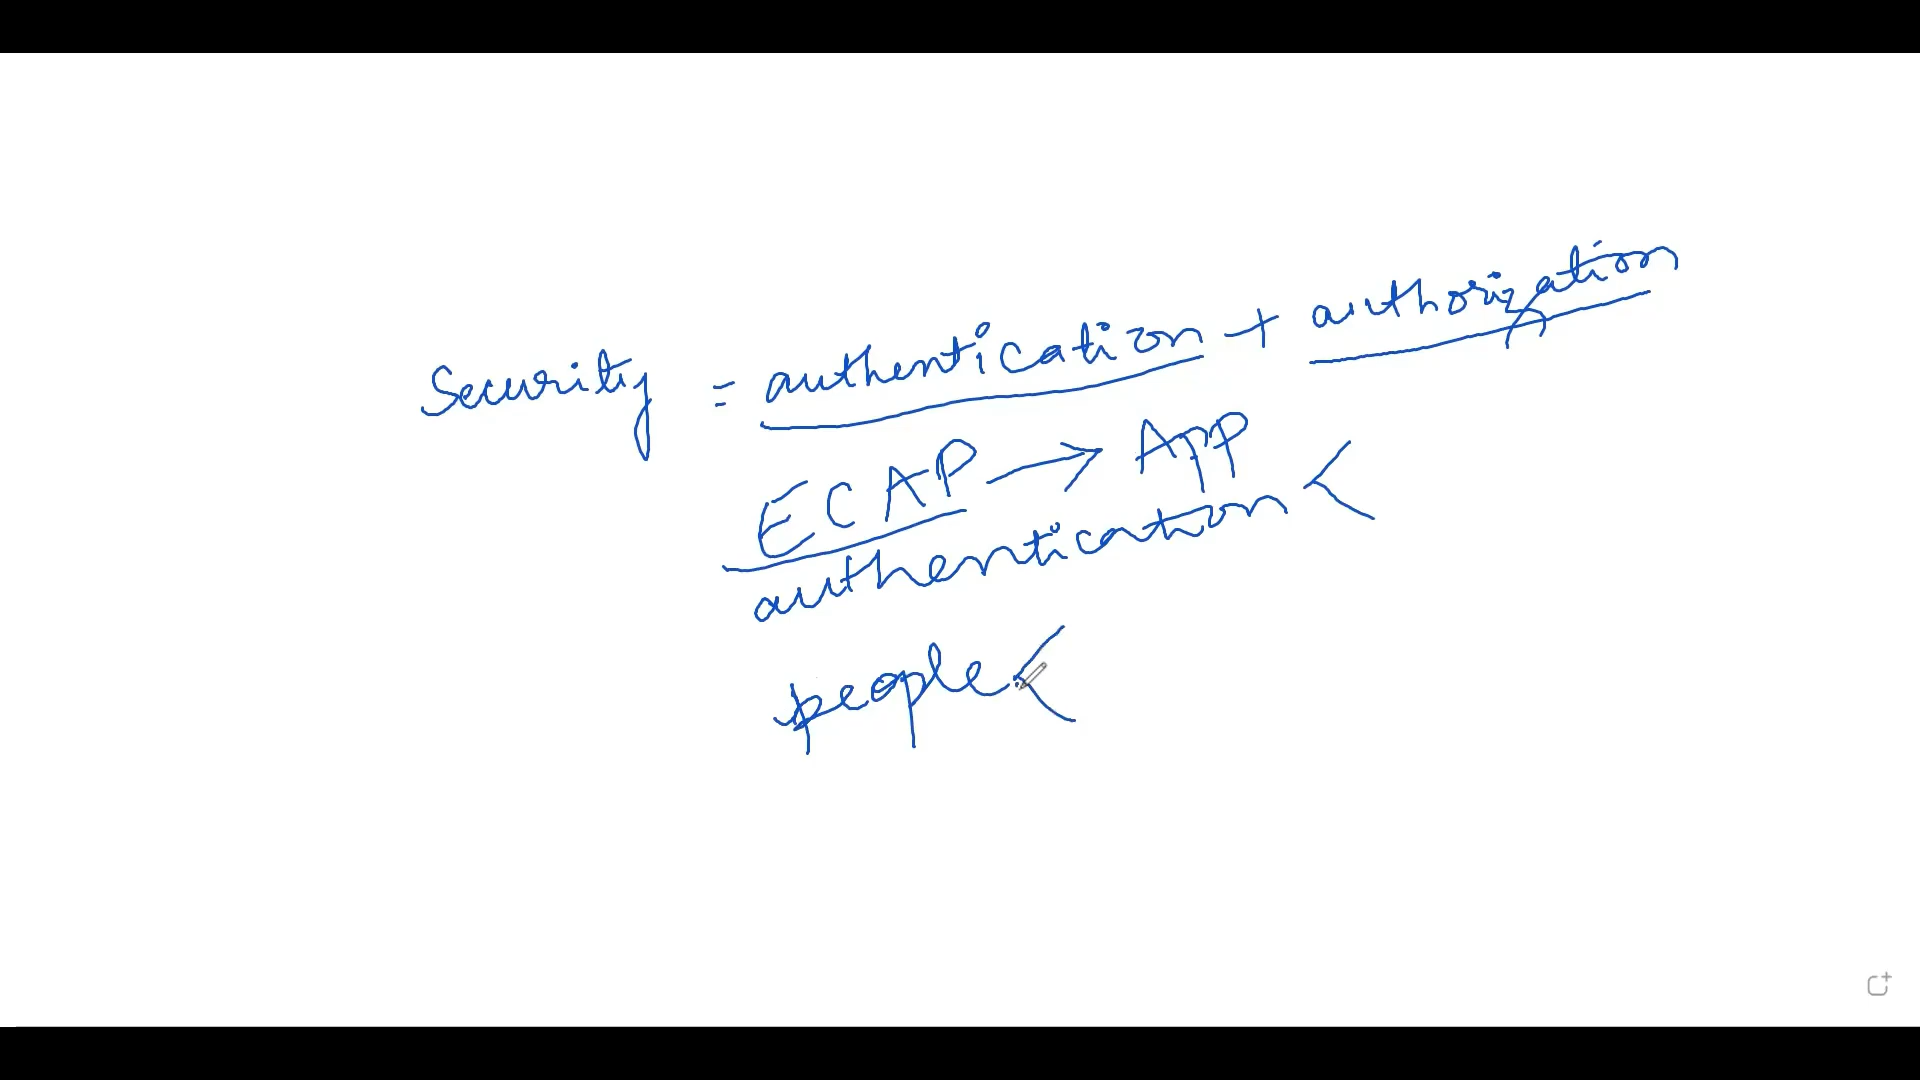 Security = authentication + authorization
ECAP → App
authentication <
people <